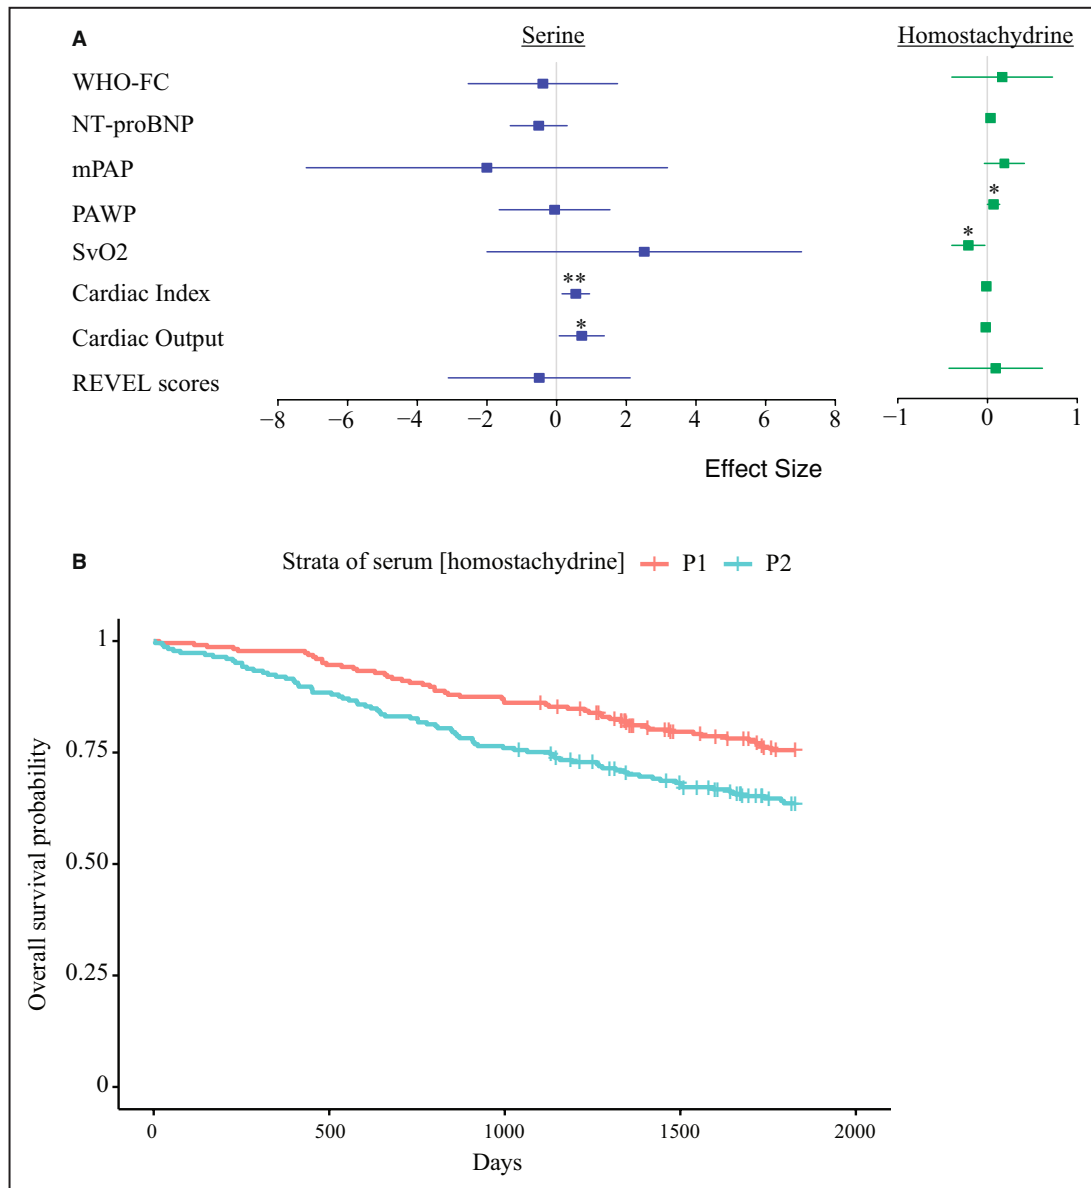 A
Serine
Homostachydrine
WHO-FC
NT-proBNP
mPAP
*
PAWP
*
SvO2
**
Cardiac Index
*
Cardiac Output
REVEL scores
−8 −6 −4 −2 0 2 4 6 8
−1 0 1
Effect Size
B
Strata of serum [homostachydrine] P1 P2
1
0.75
0.50
0.25
0
Overall survival probability
0 500 1000 1500 2000
Days